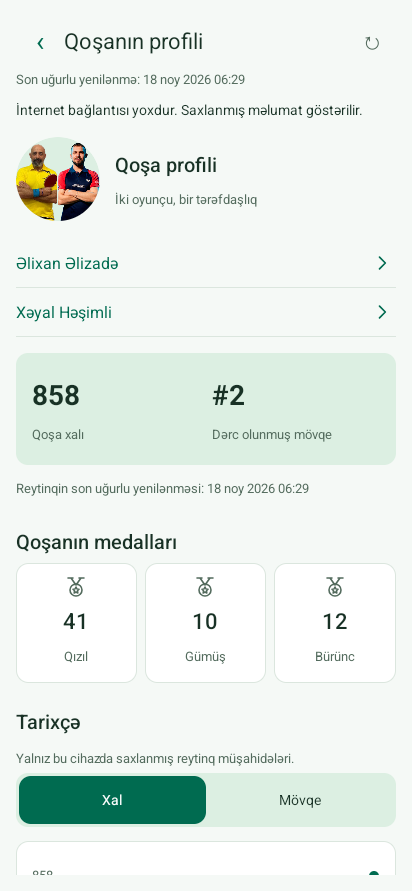 Qoşanın profili
Son uğurlu yenilənmə: 18 noy 2026 06:29
İnternet bağlantısı yoxdur. Saxlanmış məlumat göstərilir.
Qoşa profili
İki oyunçu, bir tərəfdaşlıq
Əlixan Əlizadə
Xəyal Həşimli
858
#2
Qoşa xalı
Dərc olunmuş mövqe
Reytinqin son uğurlu yenilənməsi: 18 noy 2026 06:29
Qoşanın medalları
41
10
12
Qızıl
Gümüş
Bürünc
Tarixçə
Yalnız bu cihazda saxlanmış reytinq müşahidələri.
Xal
Mövqe
858